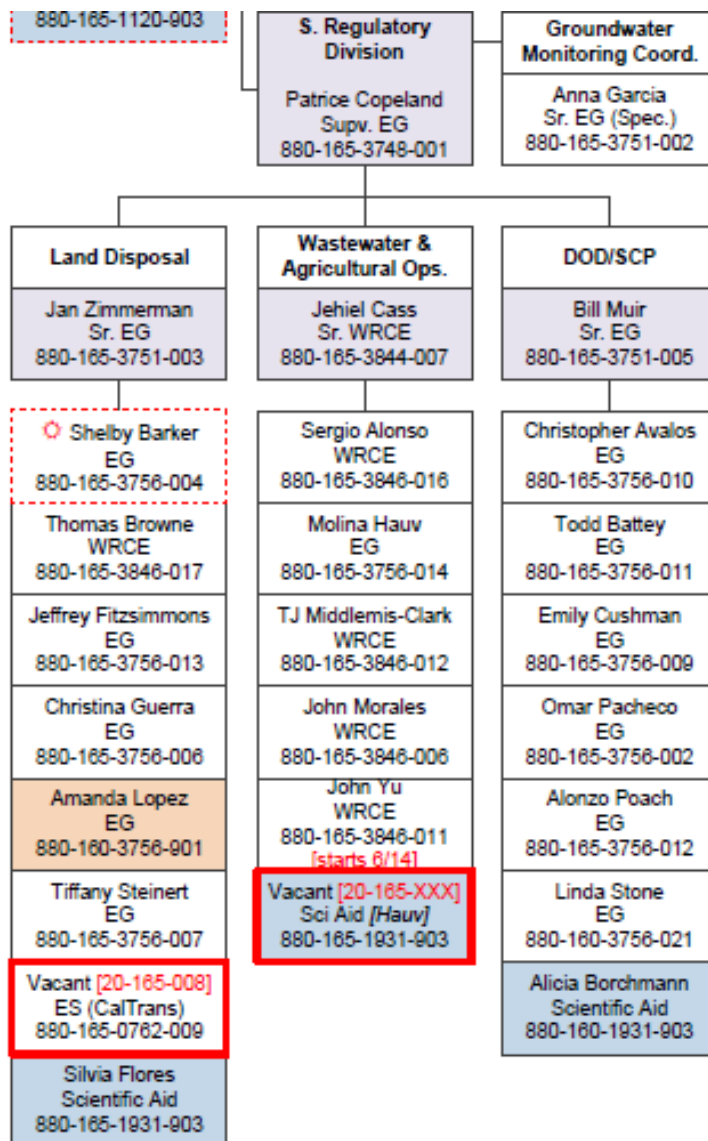 880-165-1120-903
S. Regulatory
Division
Patrice Copeland
Supv. EG
880-165-3748-001
Groundwater
Monitoring Coord.
Anna Garcia
Sr. EG (Spec.)
880-165-3751-002
Land Disposal
Jan Zimmerman
Sr. EG
880-165-3751-003
Shelby Barker
EG
880-165-3756-004
Thomas Browne
WRCE
880-165-3846-017
Jeffrey Fitzsimmons
EG
880-165-3756-013
Christina Guerra
EG
880-165-3756-006
Amanda Lopez
EG
880-160-3756-901
Tiffany Steinert
EG
880-165-3756-007
Vacant [20-165-008]
ES (CalTrans)
880-165-0762-009
Silvia Flores
Scientific Aid
880-165-1931-903
Wastewater &
Agricultural Ops.
Jehiel Cass
Sr. WRCE
880-165-3844-007
Sergio Alonso
WRCE
880-165-3846-016
Molina Hauv
EG
880-165-3756-014
TJ Middlemis-Clark
WRCE
880-165-3846-012
John Morales
WRCE
880-165-3846-006
John Yu
WRCE
880-165-3846-011
[starts 6/14]
Vacant [20-165-XXX]
Sci Aid [Hauv]
880-165-1931-903
DOD/SCP
Bill Muir
Sr. EG
880-165-3751-005
Christopher Avalos
EG
880-165-3756-010
Todd Battey
EG
880-165-3756-011
Emily Cushman
EG
880-165-3756-009
Omar Pacheco
EG
880-165-3756-002
Alonzo Poach
EG
880-165-3756-012
Linda Stone
EG
880-160-3756-021
Alicia Borchmann
Scientific Aid
880-160-1931-903